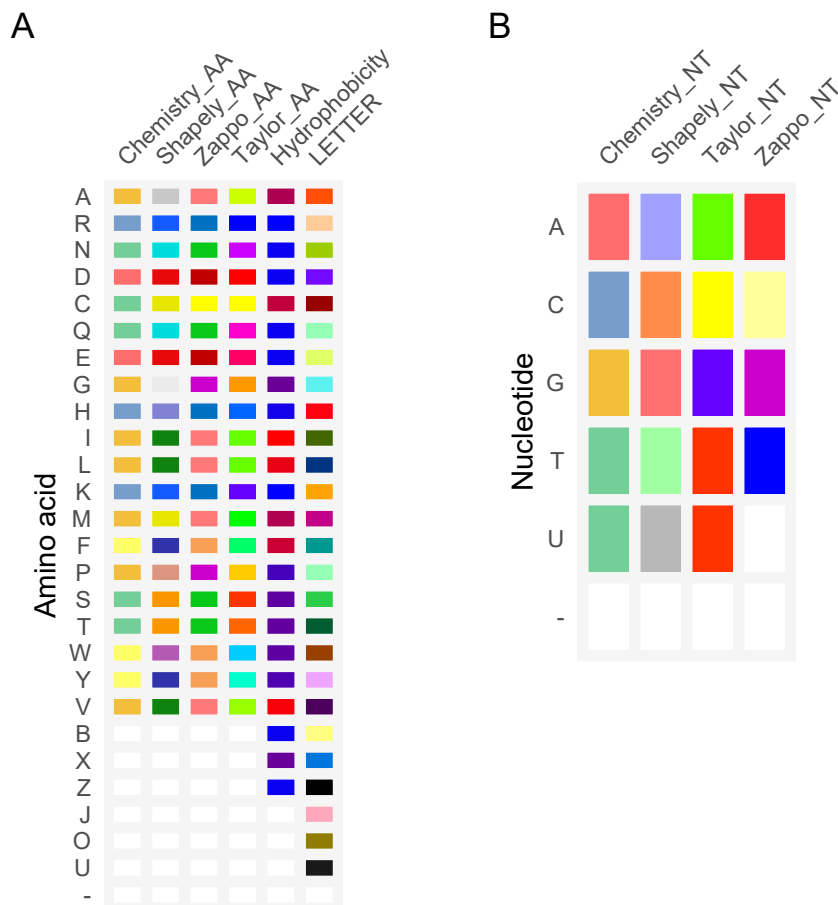 A
Chemistry_AA
Shapely_AA
Zappo_AA
Taylor_AA
Hydrophobicity
LETTER
Amino acid
A
R
N
D
C
Q
E
G
H
I
L
K
M
F
P
S
T
W
Y
V
B
X
Z
J
O
U
-
B
Chemistry_NT
Shapely_NT
Taylor_NT
Zappo_NT
Nucleotide
A
C
G
T
U
-